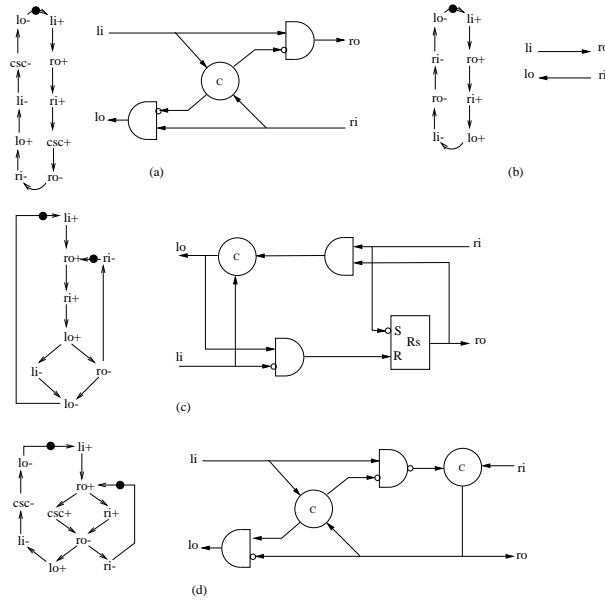 lo-
li+
csc-
ro+
li-
ri+
lo+
csc+
ri-
ro-
li
ro
C
lo
ri
(a)
lo-
li+
ri-
ro+
ro-
ri+
li-
lo+
li
ro
lo
ri
(b)
li+
ro+
ri-
ri+
lo+
li-
ro-
lo-
lo
C
ri
S
Rs
R
ro
li
(c)
li+
lo-
ro+
csc-
csc+
ri+
li-
ro-
lo+
ri-
li
C
ri
C
lo
ro
(d)